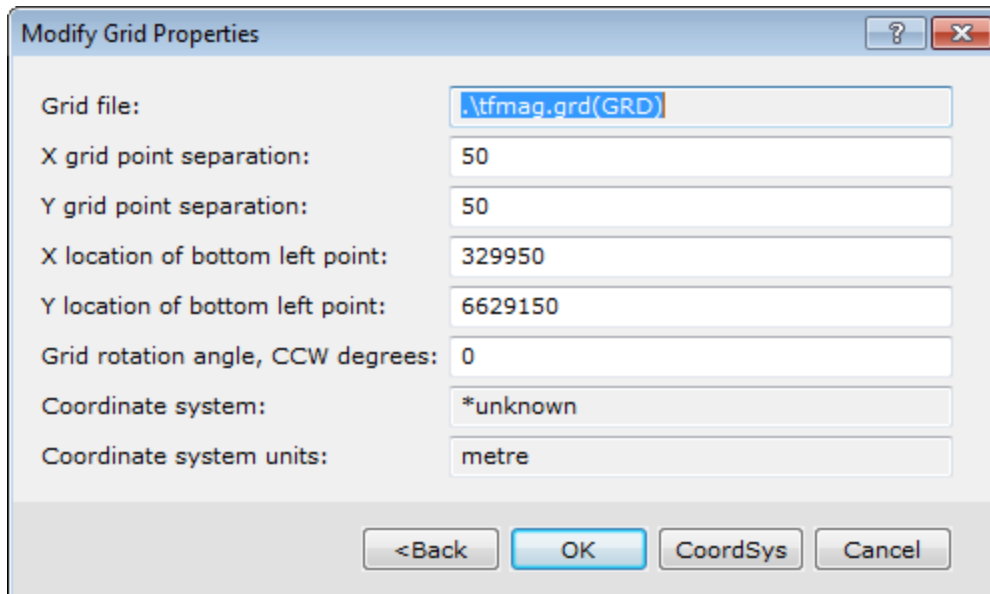 Modify Grid Properties
?
Grid file: .\tfmag.grd(GRD)
X grid point separation: 50
Y grid point separation: 50
X location of bottom left point: 329950
Y location of bottom left point: 6629150
Grid rotation angle, CCW degrees: 0
Coordinate system: *unknown
Coordinate system units: metre
<Back OK CoordSys Cancel